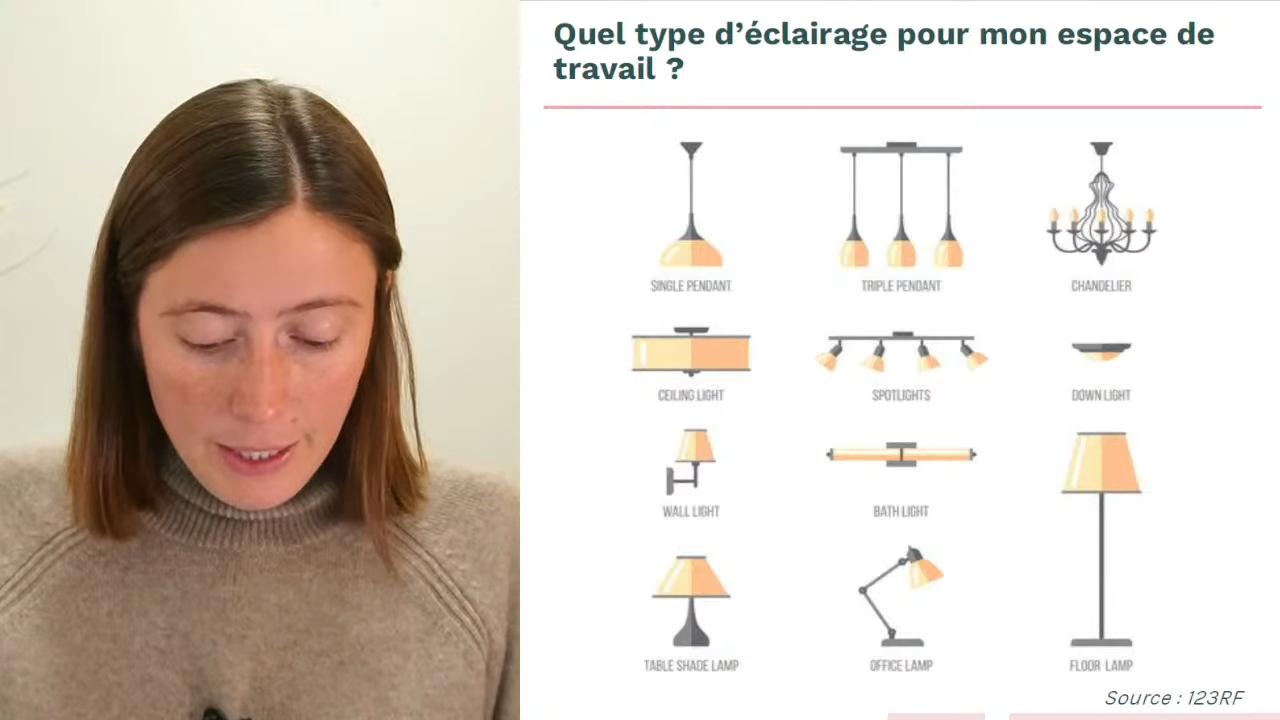 Quel type d’éclairage pour mon espace de
travail ?
SINGLE PENDANT
TRIPLE PENDANT
CHANDELIER
CEILING LIGHT
SPOTLIGHTS
DOWN LIGHT
WALL LIGHT
BATH LIGHT
TABLE SHADE LAMP
OFFICE LAMP
FLOOR LAMP
Source : 123RF